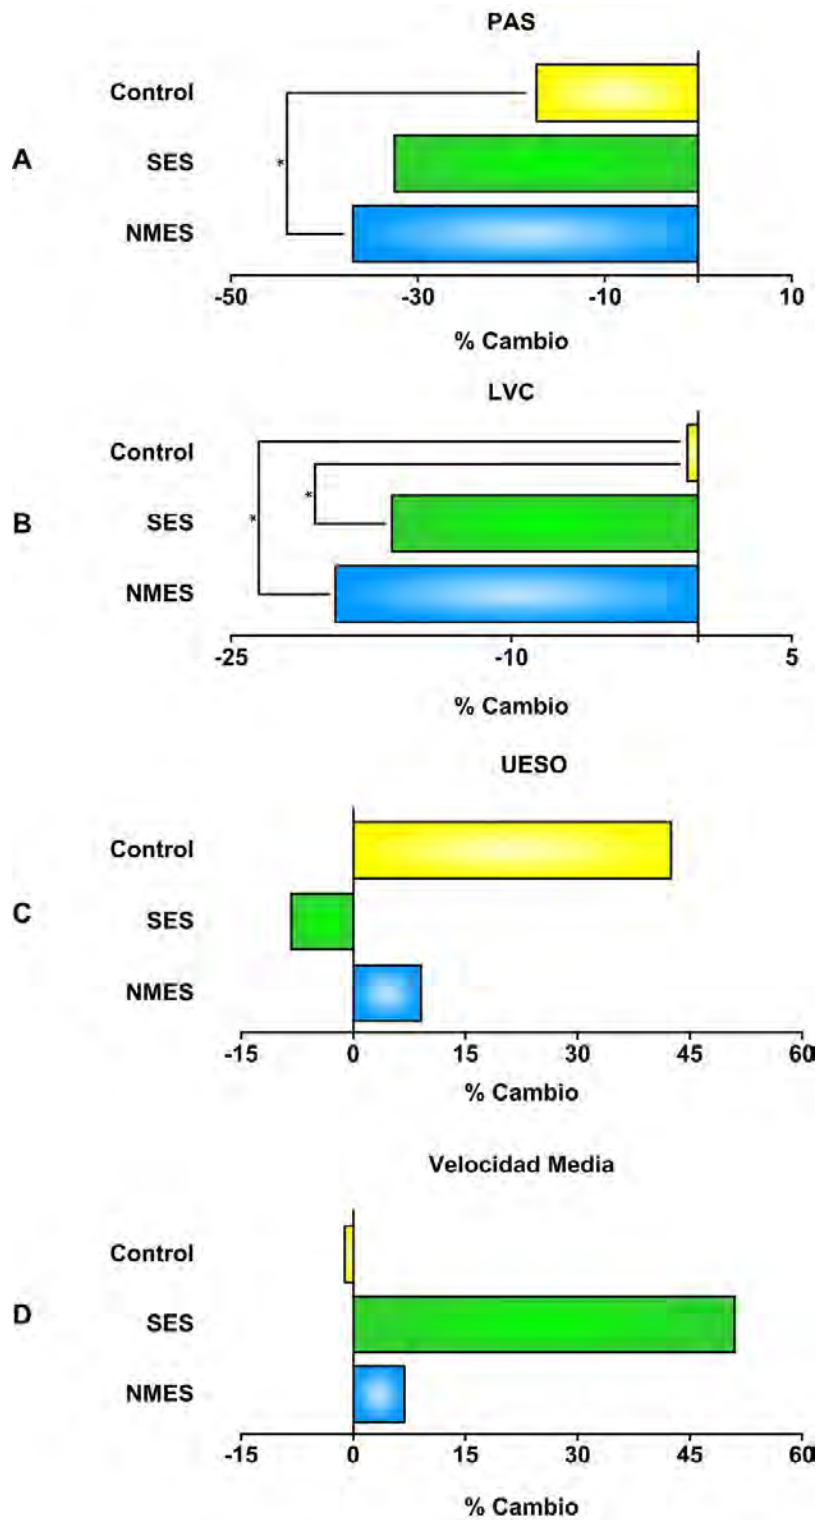 PAS
Control
A
SES
*
NMES
-50 -30 -10 10
% Cambio
LVC
Control
*
B
SES
*
NMES
-25 -10 5
% Cambio
UESO
Control
C
SES
NMES
-15 0 15 30 45 60
% Cambio
Velocidad Media
Control
D
SES
NMES
-15 0 15 30 45 60
% Cambio